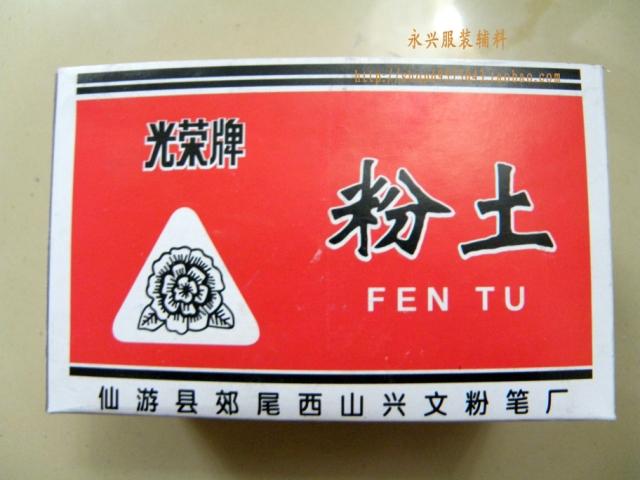 永兴服装辅料
光荣牌
粉土
FEN TU
仙游县郊尾西山兴文粉笔厂